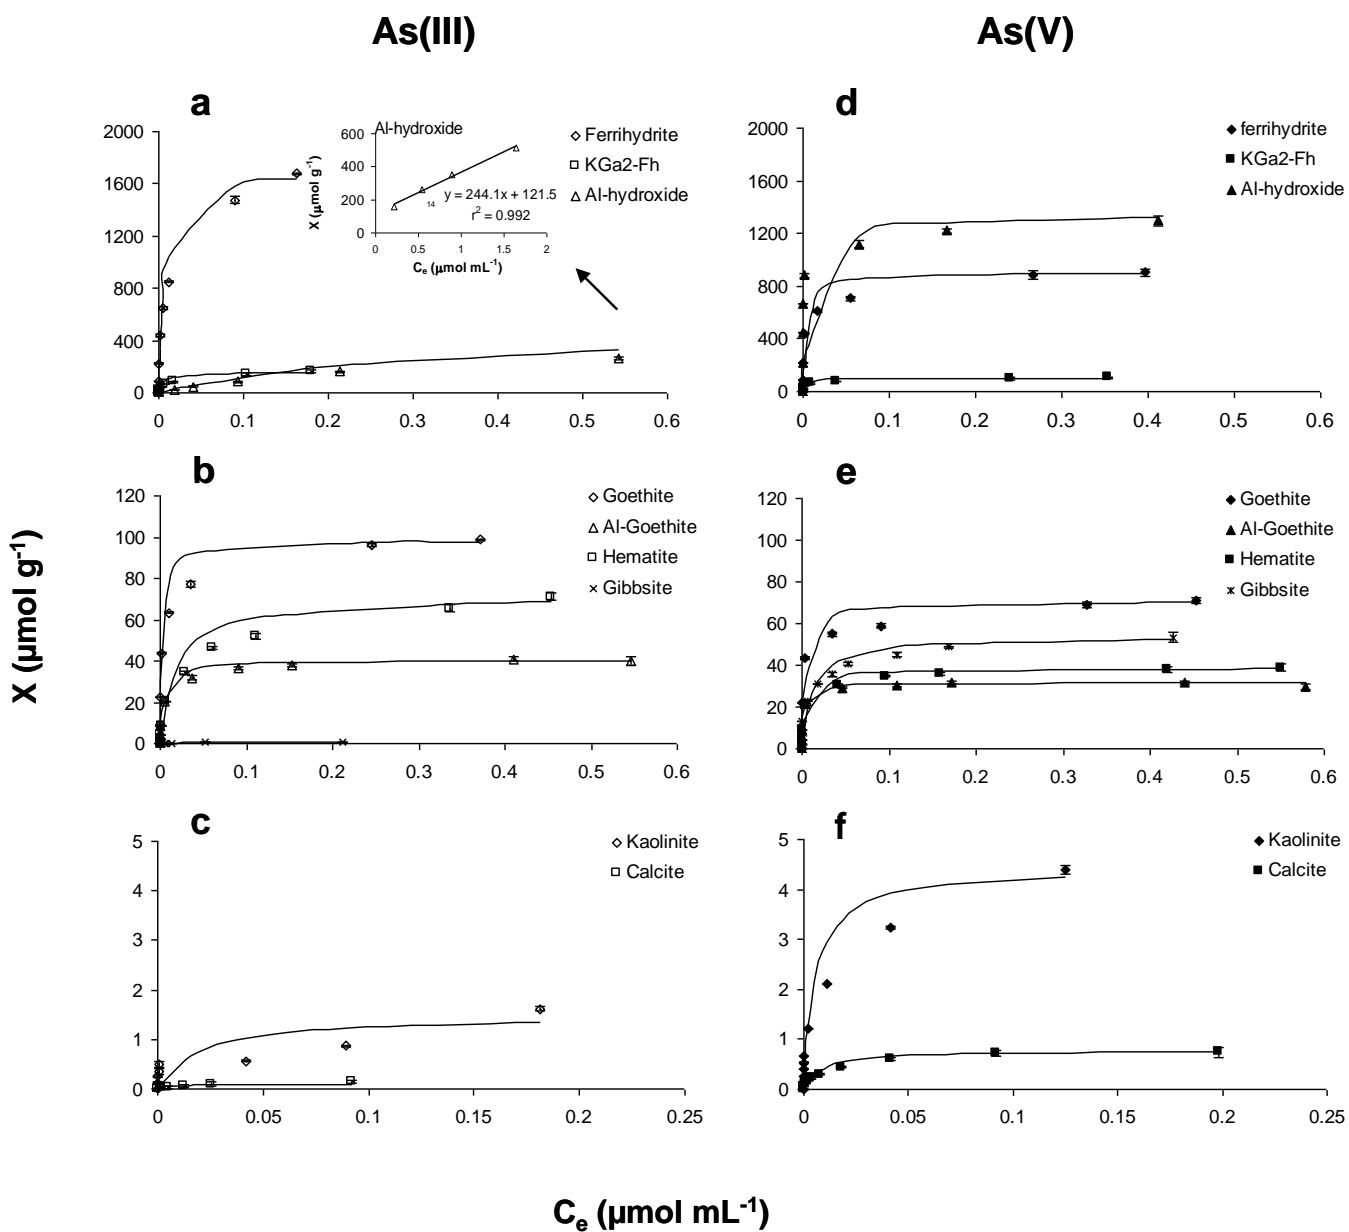 As(III)
As(V)
a
2000
1600
1200
800
400
0
0
0.1
0.2
0.3
0.4
0.5
0.6
Al-hydroxide
X (µmol g-1)
600
400
200
0
0
0.5
1
1.5
2
14
y = 244.1x + 121.5
r2 = 0.992
Ce (µmol mL-1)
Ferrihydrite
KGa2-Fh
Al-hydroxide
d
2000
1600
1200
800
400
0
0
0.1
0.2
0.3
0.4
0.5
0.6
ferrihydrite
KGa2-Fh
Al-hydroxide
X (µmol g-1)
b
120
100
80
60
40
20
0
0
0.1
0.2
0.3
0.4
0.5
0.6
Goethite
Al-Goethite
Hematite
Gibbsite
e
120
100
80
60
40
20
0
0
0.1
0.2
0.3
0.4
0.5
0.6
Goethite
Al-Goethite
Hematite
Gibbsite
c
5
4
3
2
1
0
0
0.05
0.1
0.15
0.2
0.25
Kaolinite
Calcite
f
5
4
3
2
1
0
0
0.05
0.1
0.15
0.2
0.25
Kaolinite
Calcite
Ce (µmol mL-1)